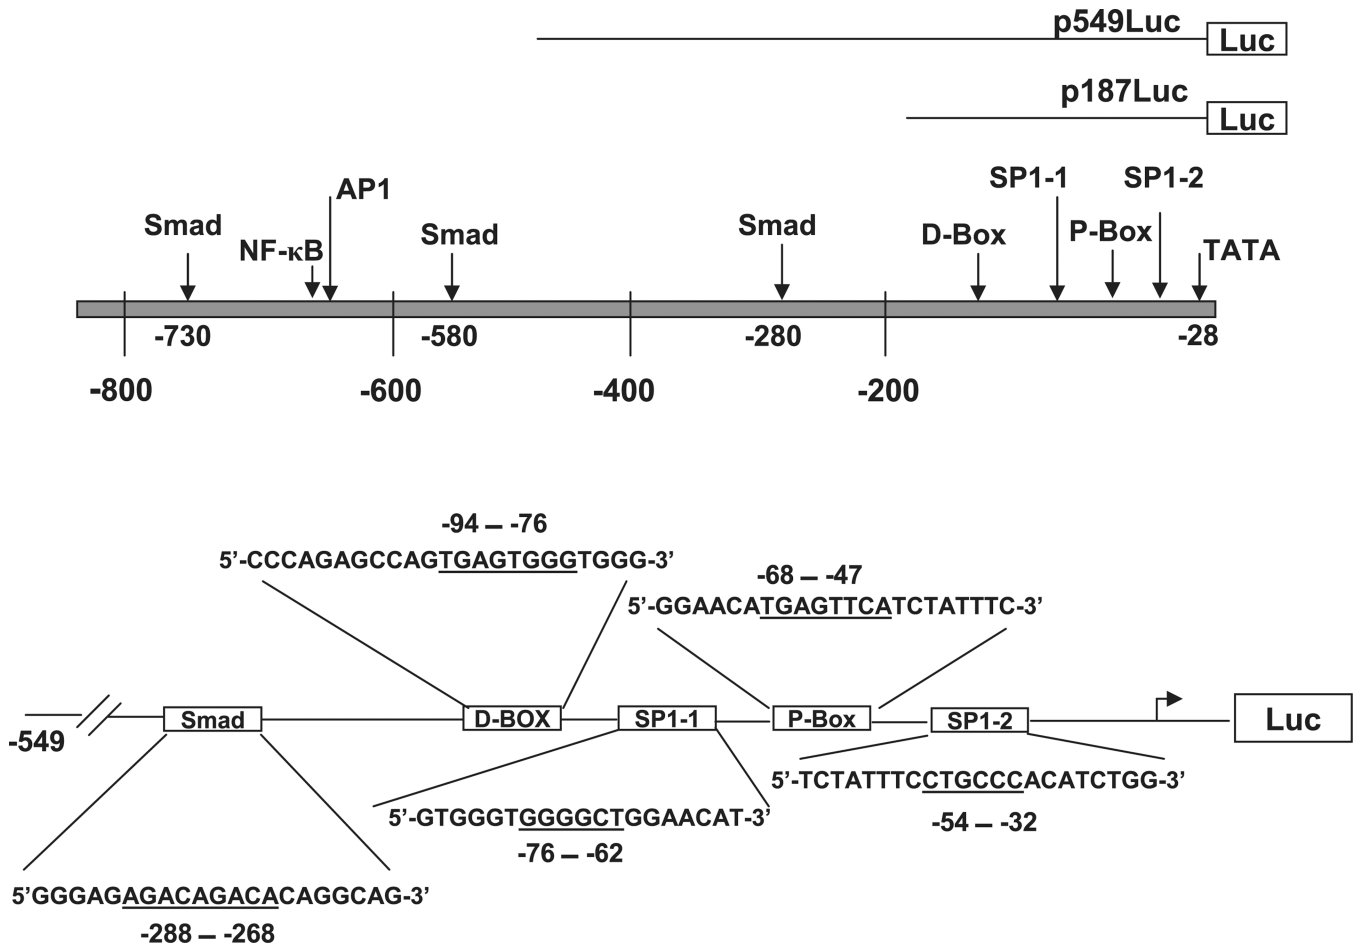 p549Luc
Luc
p187Luc
Luc
SP1-1 SP1-2
AP1
Smad Smad Smad D-Box P-Box
NF-κB TATA
-730 -580 -280 -28
-800 -600 -400 -200
-94 – -76
5’-CCCAGAGCCAGTGAGTGGGTGGG-3’
-68 – -47
5’-GGAACATGAGTTCATCTATTTC-3’
-549 Smad D-BOX SP1-1 P-Box SP1-2 Luc
5’-TCTATTTCCTGCCCACATCTGG-3’
-54 – -32
5’-GTGGGTGGGGCTGGAACAT-3’
-76 – -62
5’GGGAGAGACAGACACAGGCAG-3’
-288 – -268